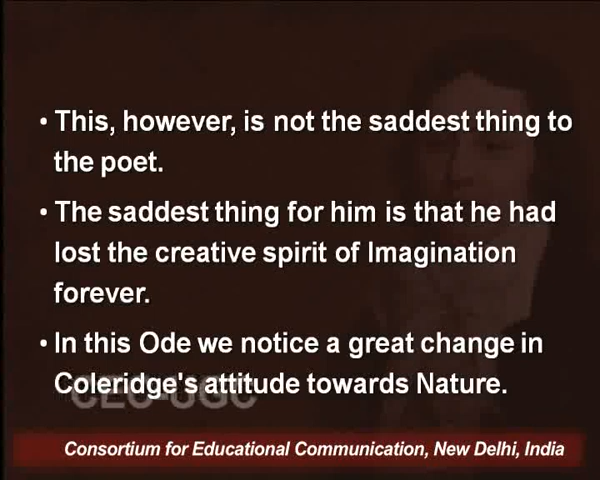 • This, however, is not the saddest thing to
the poet.
• The saddest thing for him is that he had
lost the creative spirit of Imagination
forever.
• In this Ode we notice a great change in
Coleridge's attitude towards Nature.
CEC-UGC
Consortium for Educational Communication, New Delhi, India